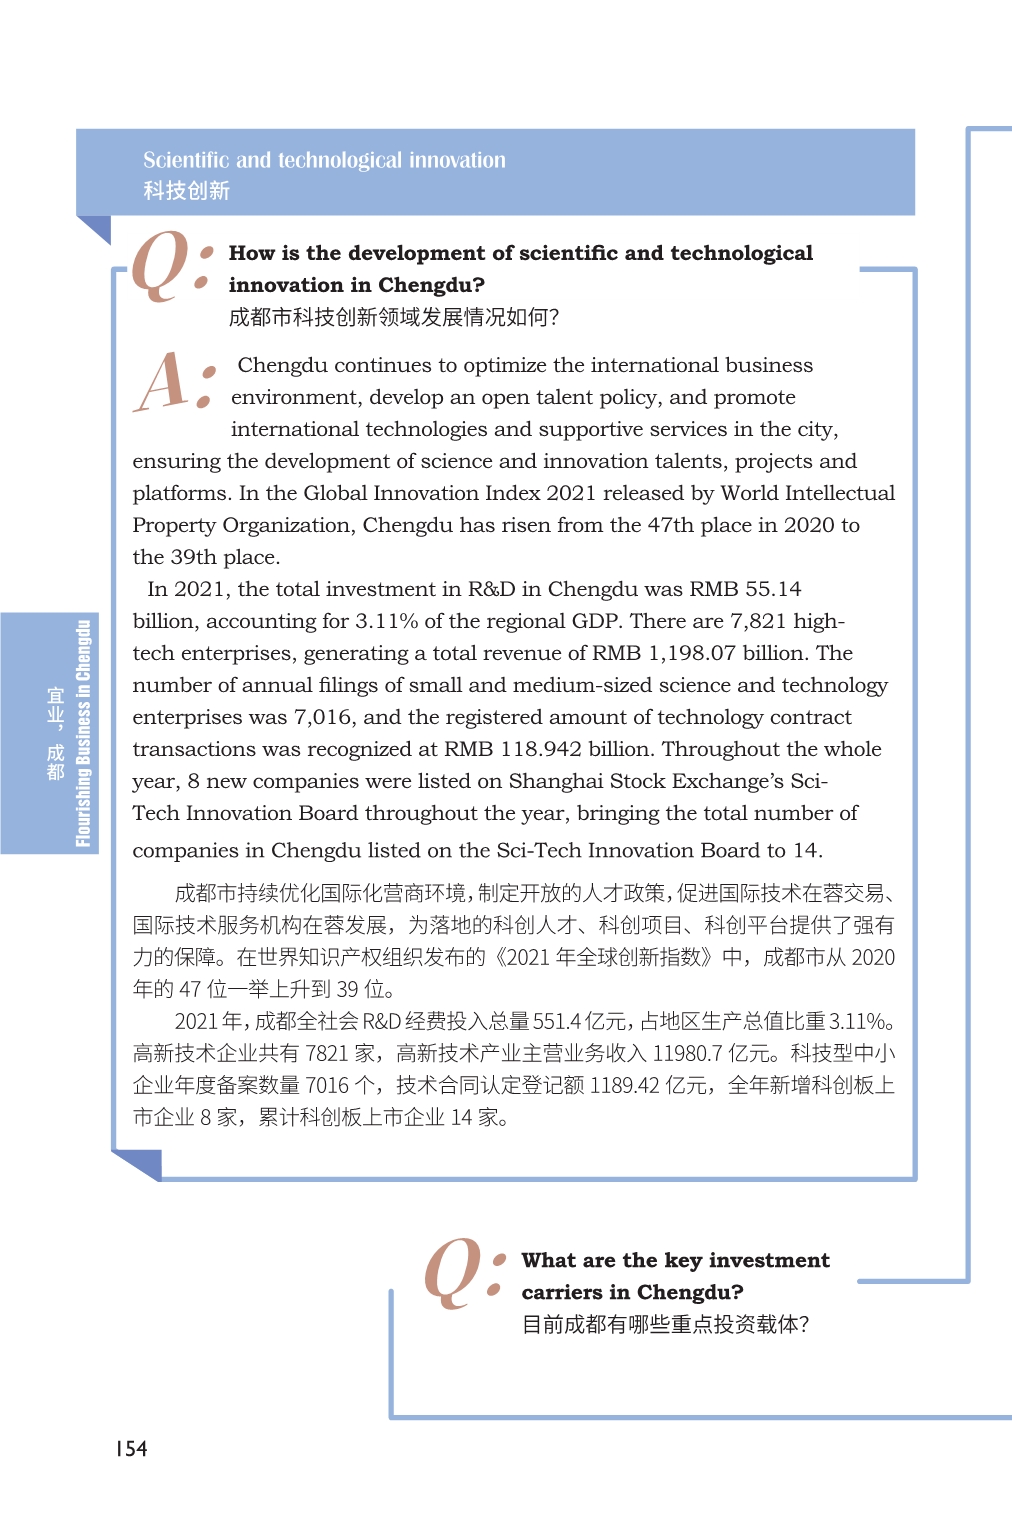 Scientific and technological innovation
科技创新
Q:
How is the development of scientific and technological
innovation in Chengdu?
成都市科技创新领域发展情况如何？
A:
Chengdu continues to optimize the international business
environment, develop an open talent policy, and promote
international technologies and supportive services in the city,
ensuring the development of science and innovation talents, projects and
platforms. In the Global Innovation Index 2021 released by World Intellectual
Property Organization, Chengdu has risen from the 47th place in 2020 to
the 39th place.
In 2021, the total investment in R&D in Chengdu was RMB 55.14
billion, accounting for 3.11% of the regional GDP. There are 7,821 high-
tech enterprises, generating a total revenue of RMB 1,198.07 billion. The
number of annual filings of small and medium-sized science and technology
enterprises was 7,016, and the registered amount of technology contract
transactions was recognized at RMB 118.942 billion. Throughout the whole
year, 8 new companies were listed on Shanghai Stock Exchange’s Sci-
Tech Innovation Board throughout the year, bringing the total number of
companies in Chengdu listed on the Sci-Tech Innovation Board to 14.
成都市持续优化国际化营商环境，制定开放的人才政策，促进国际技术在蓉交易、
国际技术服务机构在蓉发展，为落地的科创人才、科创项目、科创平台提供了强有
力的保障。在世界知识产权组织发布的《2021 年全球创新指数》中，成都市从 2020
年的 47 位一举上升到 39 位。
2021 年，成都全社会 R&D 经费投入总量 551.4 亿元，占地区生产总值比重 3.11%。
高新技术企业共有 7821 家，高新技术产业主营业务收入 11980.7 亿元。科技型中小
企业年度备案数量 7016 个，技术合同认定登记额 1189.42 亿元，全年新增科创板上
市企业 8 家，累计科创板上市企业 14 家。
宜业，成都
Flourishing Business in Chengdu
Q:
What are the key investment
carriers in Chengdu?
目前成都有哪些重点投资载体？
154